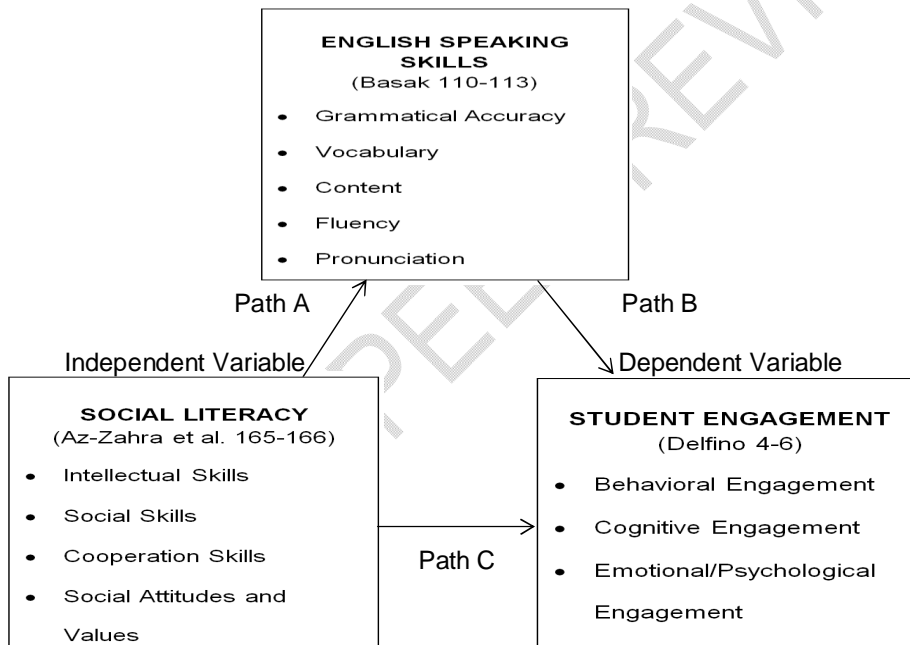 ENGLISH SPEAKING
SKILLS
(Basak 110-113)
• Grammatical Accuracy
• Vocabulary
• Content
• Fluency
• Pronunciation
Path A
Path B
Independent Variable
Dependent Variable
SOCIAL LITERACY
(Az-Zahra et al. 165-166)
• Intellectual Skills
• Social Skills
• Cooperation Skills
• Social Attitudes and
Values
Path C
STUDENT ENGAGEMENT
(Delfino 4-6)
• Behavioral Engagement
• Cognitive Engagement
• Emotional/Psychological
Engagement